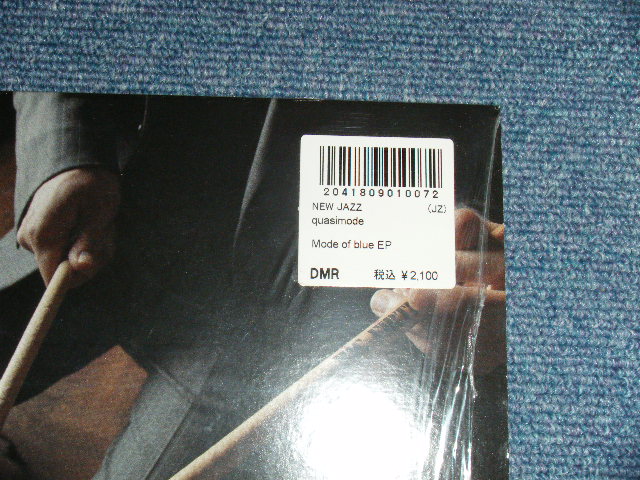 2041809010072
NEW JAZZ (JZ)
quasimode
Mode of blue EP
DMR 税込 ¥2,100